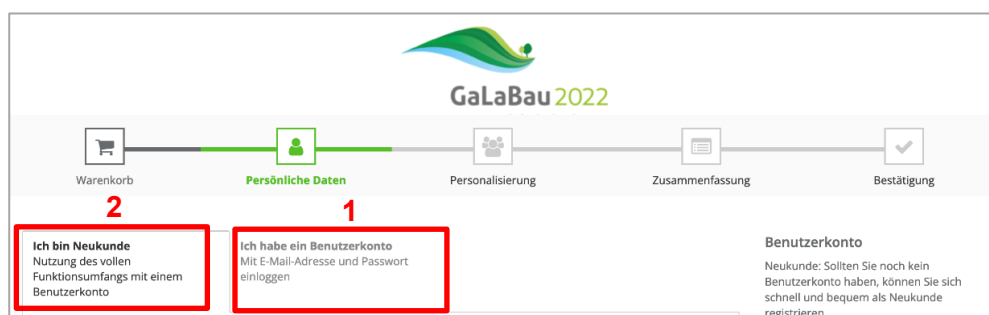 GaLaBau 2022
Warenkorb
Persönliche Daten
Personalisierung
Zusammenfassung
Bestätigung
2
1
Ich bin Neukunde
Nutzung des vollen
Funktionsumfangs mit einem
Benutzerkonto
Ich habe ein Benutzerkonto
Mit E-Mail-Adresse und Passwort
einloggen
Benutzerkonto
Neukunde: Sollten Sie noch kein
Benutzerkonto haben, können Sie sich
schnell und bequem als Neukunde
registrieren